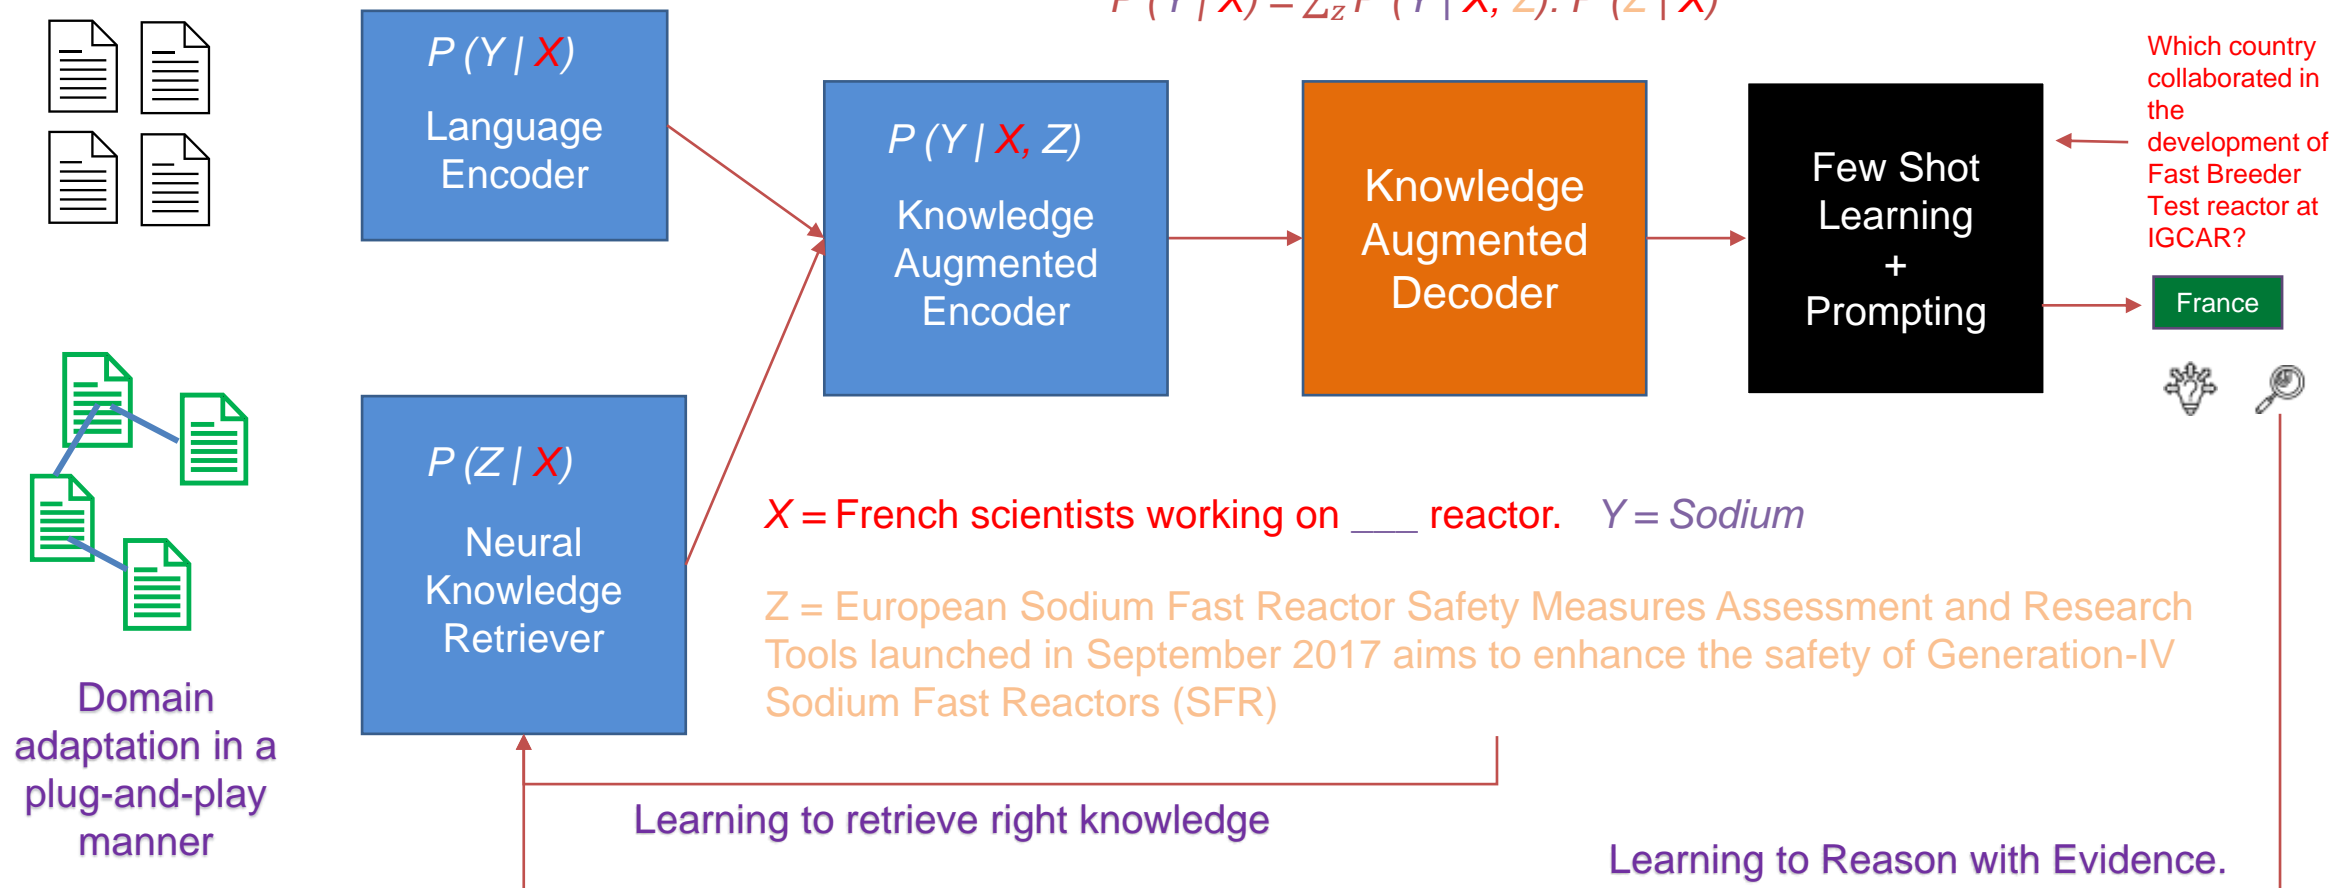 P (Y | X) = ∑z P (Y | X, Z). P (Z | X)
P (Y | X)
Language
Encoder
P (Y | X, Z)
Knowledge
Augmented
Encoder
Knowledge
Augmented
Decoder
Few Shot
Learning
+
Prompting
Which country
collaborated in
the
development of
Fast Breeder
Test reactor at
IGCAR?
France
P (Z | X)
Neural
Knowledge
Retriever
X = French scientists working on ___ reactor. Y = Sodium
Z = European Sodium Fast Reactor Safety Measures Assessment and Research
Tools launched in September 2017 aims to enhance the safety of Generation-IV
Sodium Fast Reactors (SFR)
Domain
adaptation in a
plug-and-play
manner
Learning to retrieve right knowledge
Learning to Reason with Evidence.